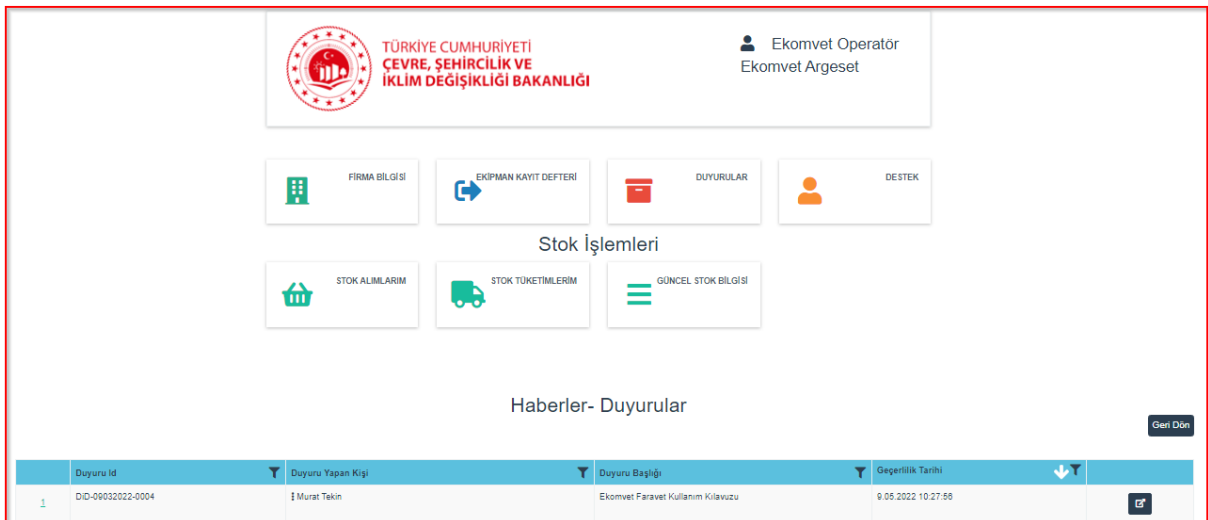 TÜRKİYE CUMHURİYETİ
ÇEVRE, ŞEHİRCİLİK VE
İKLİM DEĞİŞİKLİĞİ BAKANLIĞI
Ekomvet Operatör
Ekomvet Argeset
FİRMA BİLGİSİ
EKİPMAN KAYIT DEFTERİ
DUYURULAR
DESTEK
Stok İşlemleri
STOK ALIMLARIM
STOK TÜKETİMLERİM
GÜNCEL STOK BİLGİSİ
Haberler- Duyurular
Geri Dön
Duyuru Id Duyuru Yapan Kişi Duyuru Başlığı Geçerlilik Tarihi
1 DiD-09032022-0004 Murat Tekin Ekomvet Faravet Kullanım Kılavuzu 9.05.2022 10:27:56